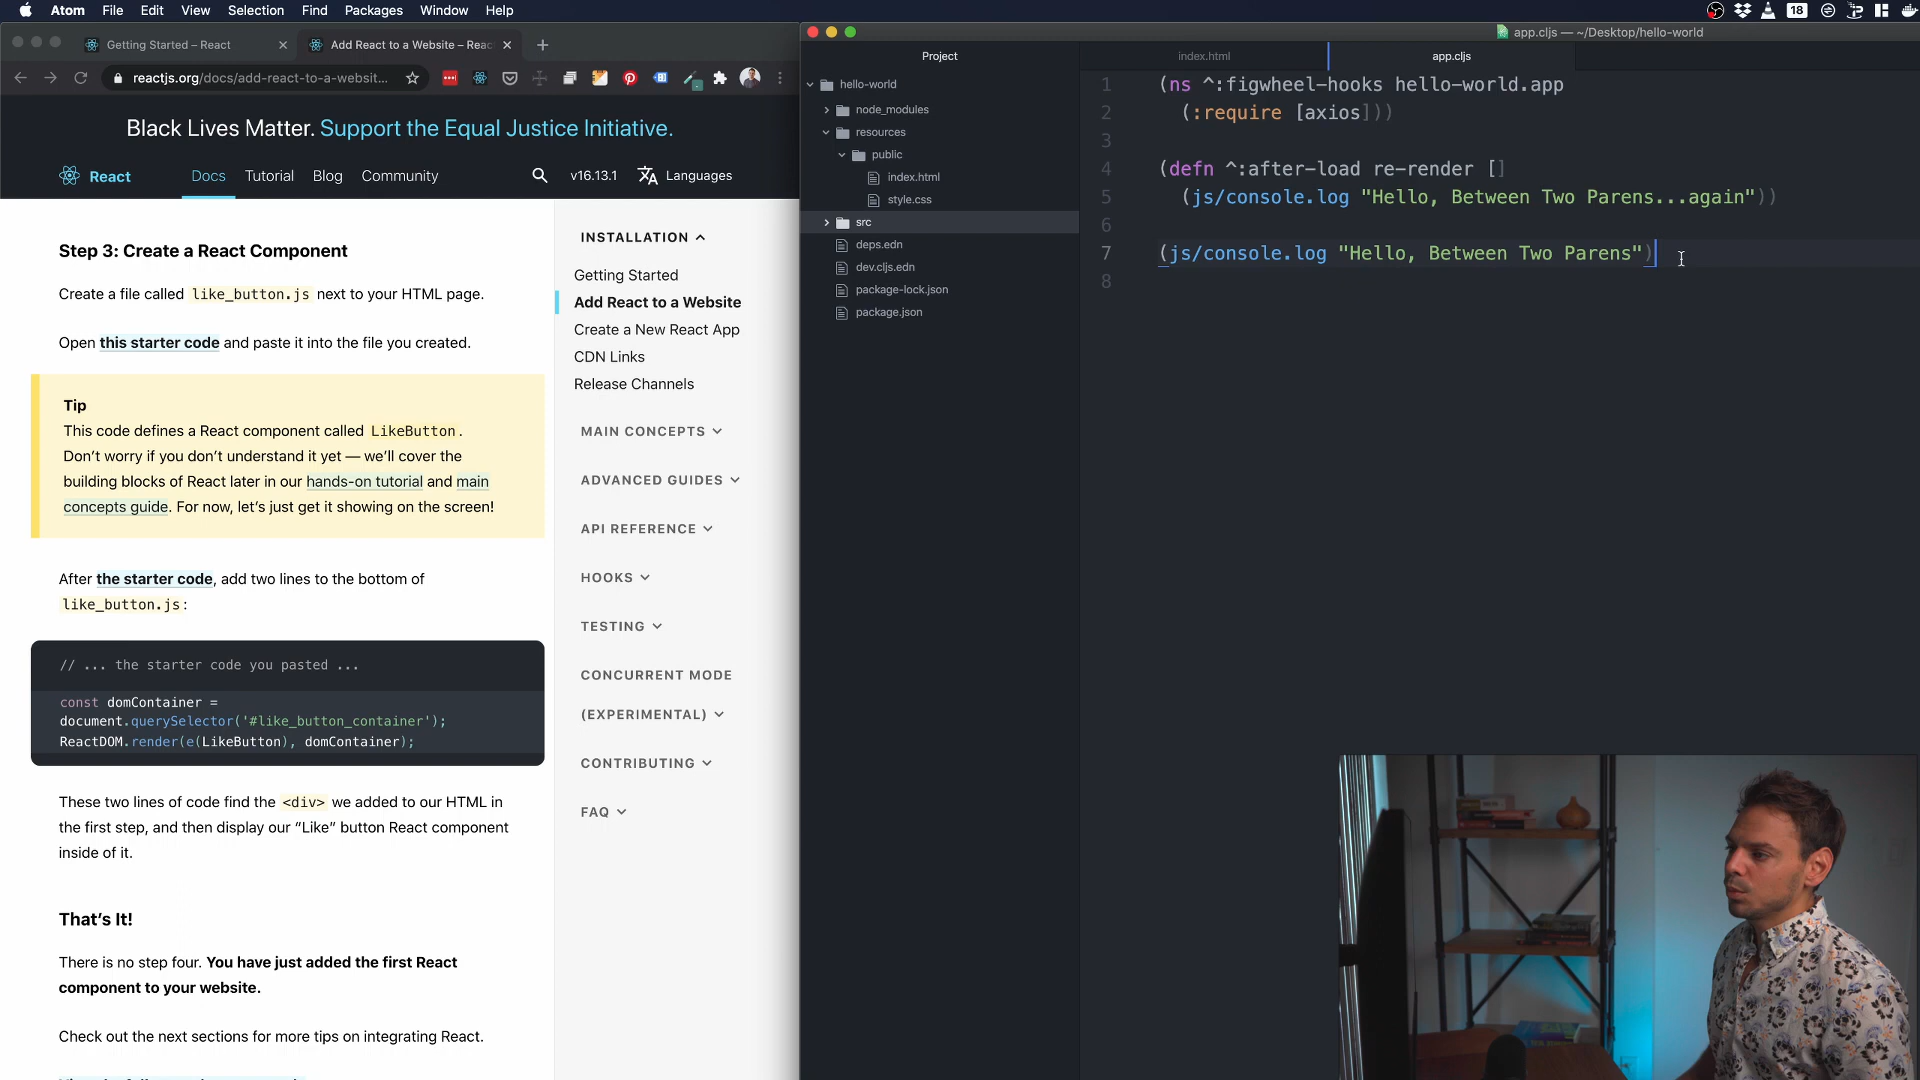 Atom File Edit View Selection Find Packages Window Help
18
Getting Started – React
Add React to a Website – Reac
reactjs.org/docs/add-react-to-a-websit...
Black Lives Matter. Support the Equal Justice Initiative.
React Docs Tutorial Blog Community v16.13.1 Languages
Step 3: Create a React Component
Create a file called like_button.js next to your HTML page.
Open this starter code and paste it into the file you created.
Tip
This code defines a React component called LikeButton.
Don’t worry if you don’t understand it yet — we’ll cover the
building blocks of React later in our hands-on tutorial and main
concepts guide. For now, let’s just get it showing on the screen!
After the starter code, add two lines to the bottom of
like_button.js:
// ... the starter code you pasted ...
const domContainer =
document.querySelector('#like_button_container');
ReactDOM.render(e(LikeButton), domContainer);
These two lines of code find the <div> we added to our HTML in
the first step, and then display our “Like” button React component
inside of it.
That’s It!
There is no step four. You have just added the first React
component to your website.
Check out the next sections for more tips on integrating React.
INSTALLATION
Getting Started
Add React to a Website
Create a New React App
CDN Links
Release Channels
MAIN CONCEPTS
ADVANCED GUIDES
API REFERENCE
HOOKS
TESTING
CONCURRENT MODE
(EXPERIMENTAL)
CONTRIBUTING
FAQ
app.cljs — ~/Desktop/hello-world
Project
hello-world
node_modules
resources
public
index.html
style.css
src
deps.edn
dev.cljs.edn
package-lock.json
package.json
index.html
app.cljs
1 (ns ^:figwheel-hooks hello-world.app
2 (:require [axios]))
3
4 (defn ^:after-load re-render []
5 (js/console.log "Hello, Between Two Parens...again"))
6
7 (js/console.log "Hello, Between Two Parens")
8